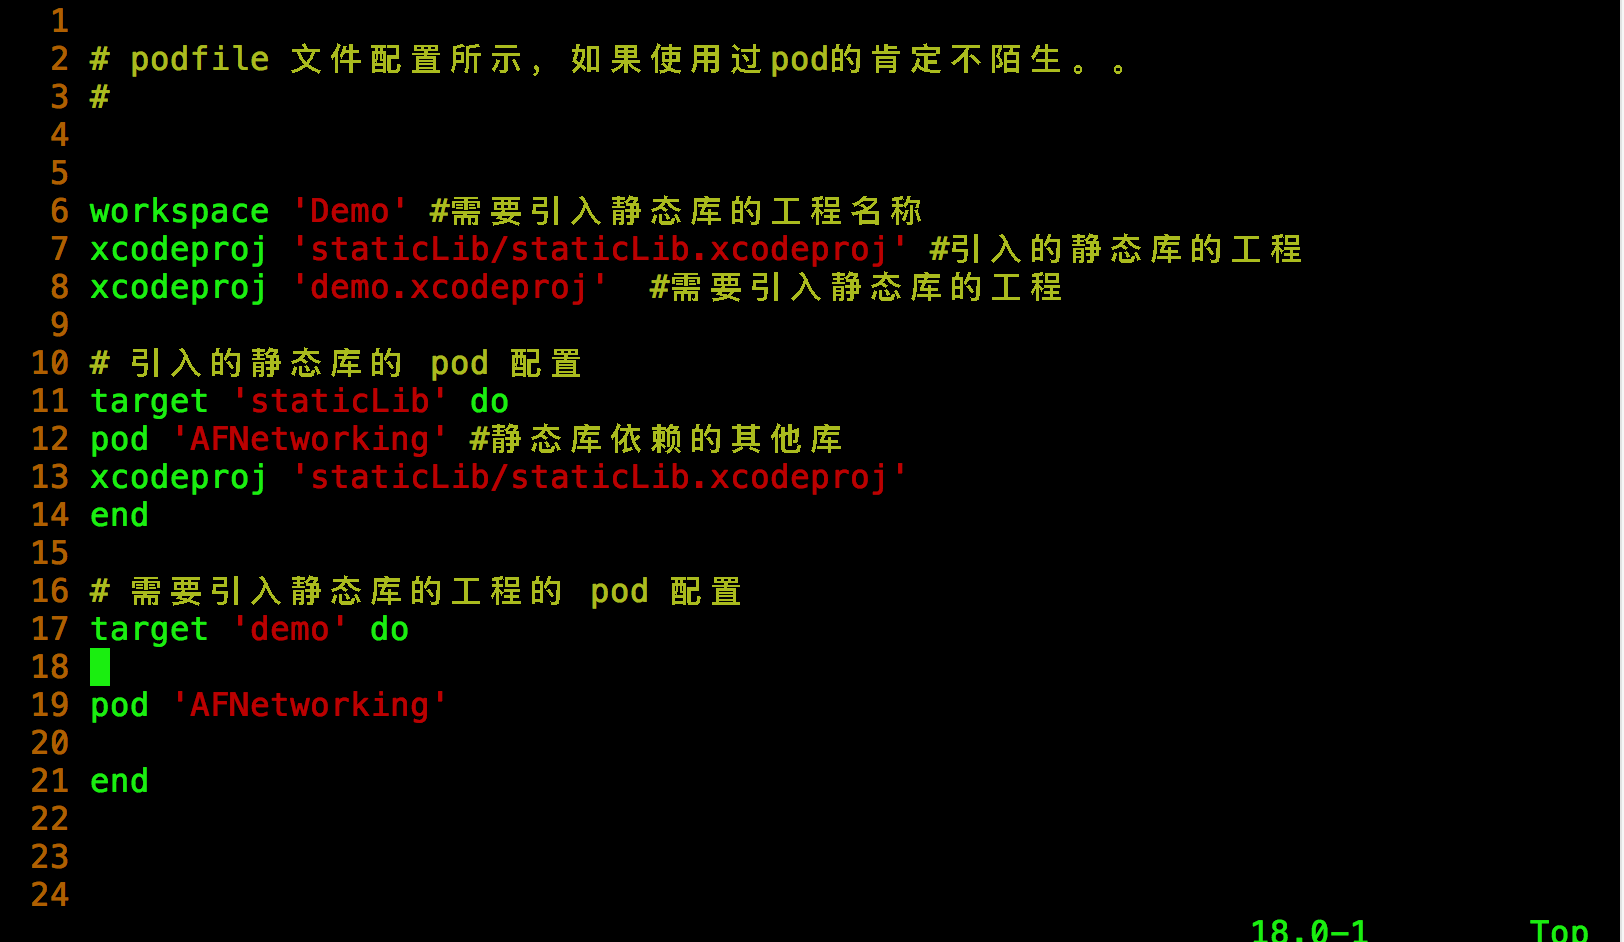 1
2 # podfile 文件配置所示，如果使用过pod的肯定不陌生。。
3 #
4
5
6 workspace 'Demo' #需要引入静态库的工程名称
7 xcodeproj 'staticLib/staticLib.xcodeproj' #引入的静态库的工程
8 xcodeproj 'demo.xcodeproj'  #需要引入静态库的工程
9
10 # 引入的静态库的 pod 配置
11 target 'staticLib' do
12 pod 'AFNetworking' #静态库依赖的其他库
13 xcodeproj 'staticLib/staticLib.xcodeproj'
14 end
15
16 # 需要引入静态库的工程的 pod 配置
17 target 'demo' do
18
19 pod 'AFNetworking'
20
21 end
22
23
24
18,0-1 Top